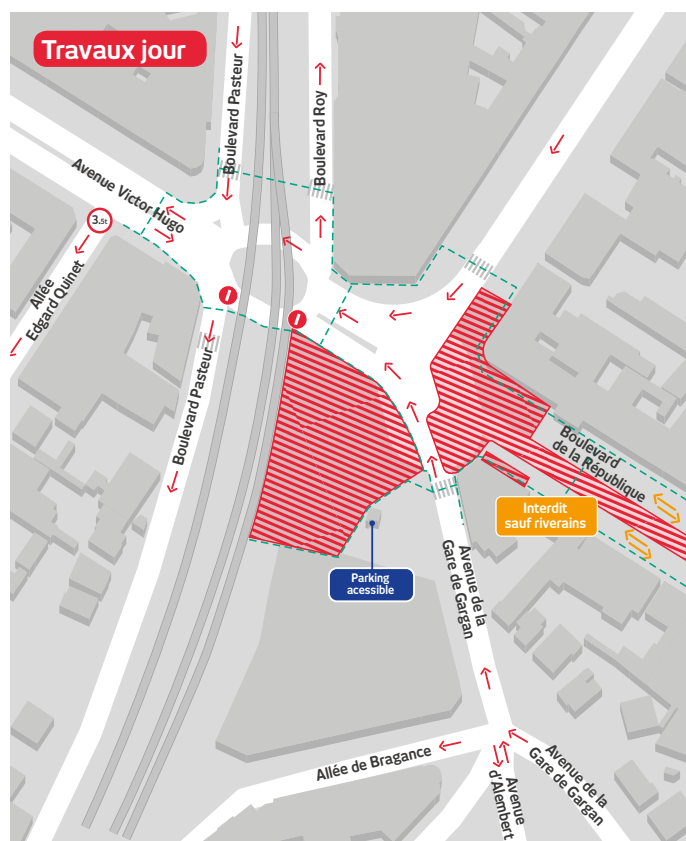 Travaux jour
Boulevard Pasteur
Boulevard Roy
Avenue Victor Hugo
3.5t
Allée
Edgard Quinet
Boulevard Pasteur
Boulevard
de la République
Interdit
sauf riverains
Parking
acessible
Avenue de la
Gare de Gargan
Allée de Bragance
Avenue
d'Alembert
Avenue de la
Gare de Gargan